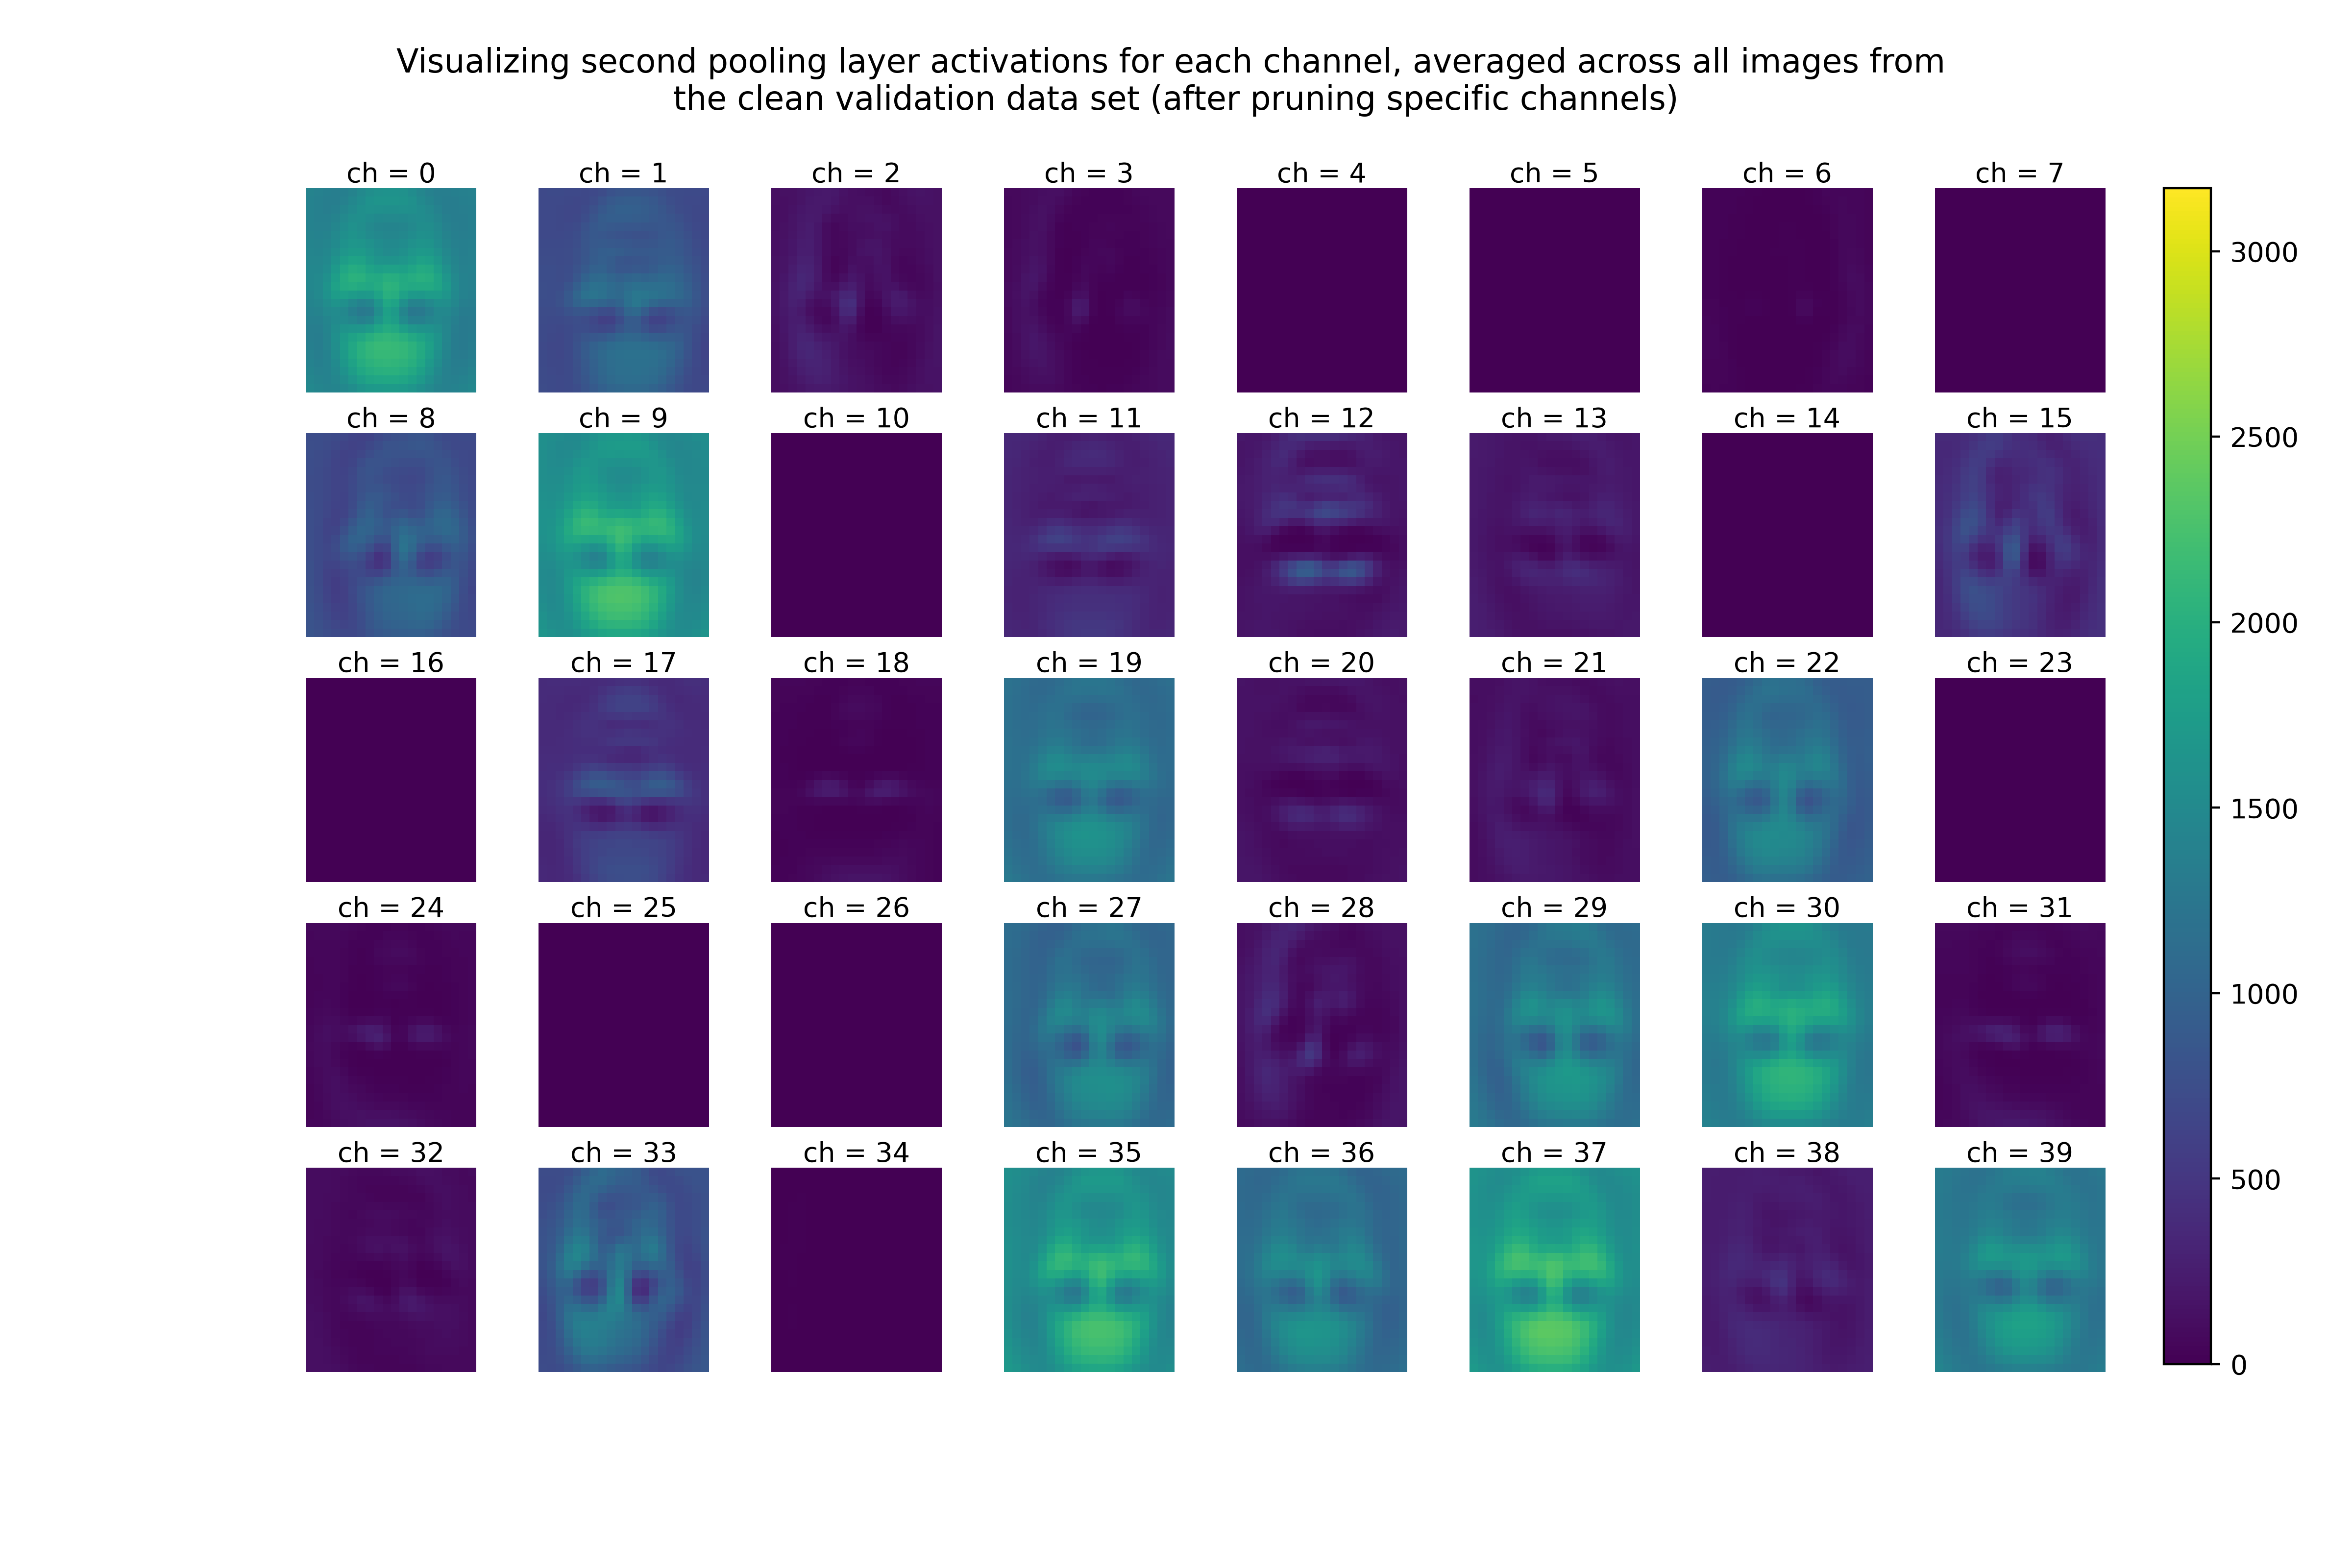 Visualizing second pooling layer activations for each channel, averaged across all images from
the clean validation data set (after pruning specific channels)
ch = 0 ch = 1 ch = 2 ch = 3 ch = 4 ch = 5 ch = 6 ch = 7
ch = 8 ch = 9 ch = 10 ch = 11 ch = 12 ch = 13 ch = 14 ch = 15
ch = 16 ch = 17 ch = 18 ch = 19 ch = 20 ch = 21 ch = 22 ch = 23
ch = 24 ch = 25 ch = 26 ch = 27 ch = 28 ch = 29 ch = 30 ch = 31
ch = 32 ch = 33 ch = 34 ch = 35 ch = 36 ch = 37 ch = 38 ch = 39
3000
2500
2000
1500
1000
500
0